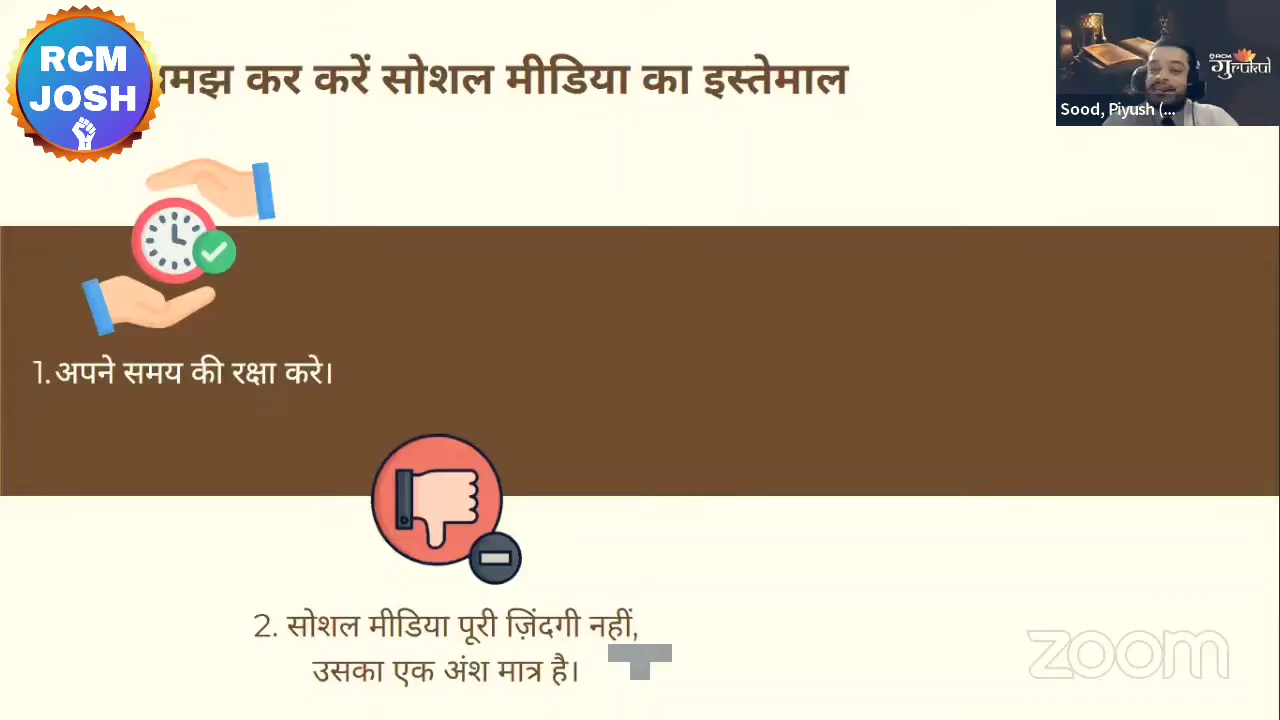 RCM
JOSH
मझ कर करें सोशल मीडिया का इस्तेमाल
RCM
गुरुकुल
Sood, Piyush (...
1. अपने समय की रक्षा करे।
2. सोशल मीडिया पूरी ज़िंदगी नहीं,
उसका एक अंश मात्र है।
zoom